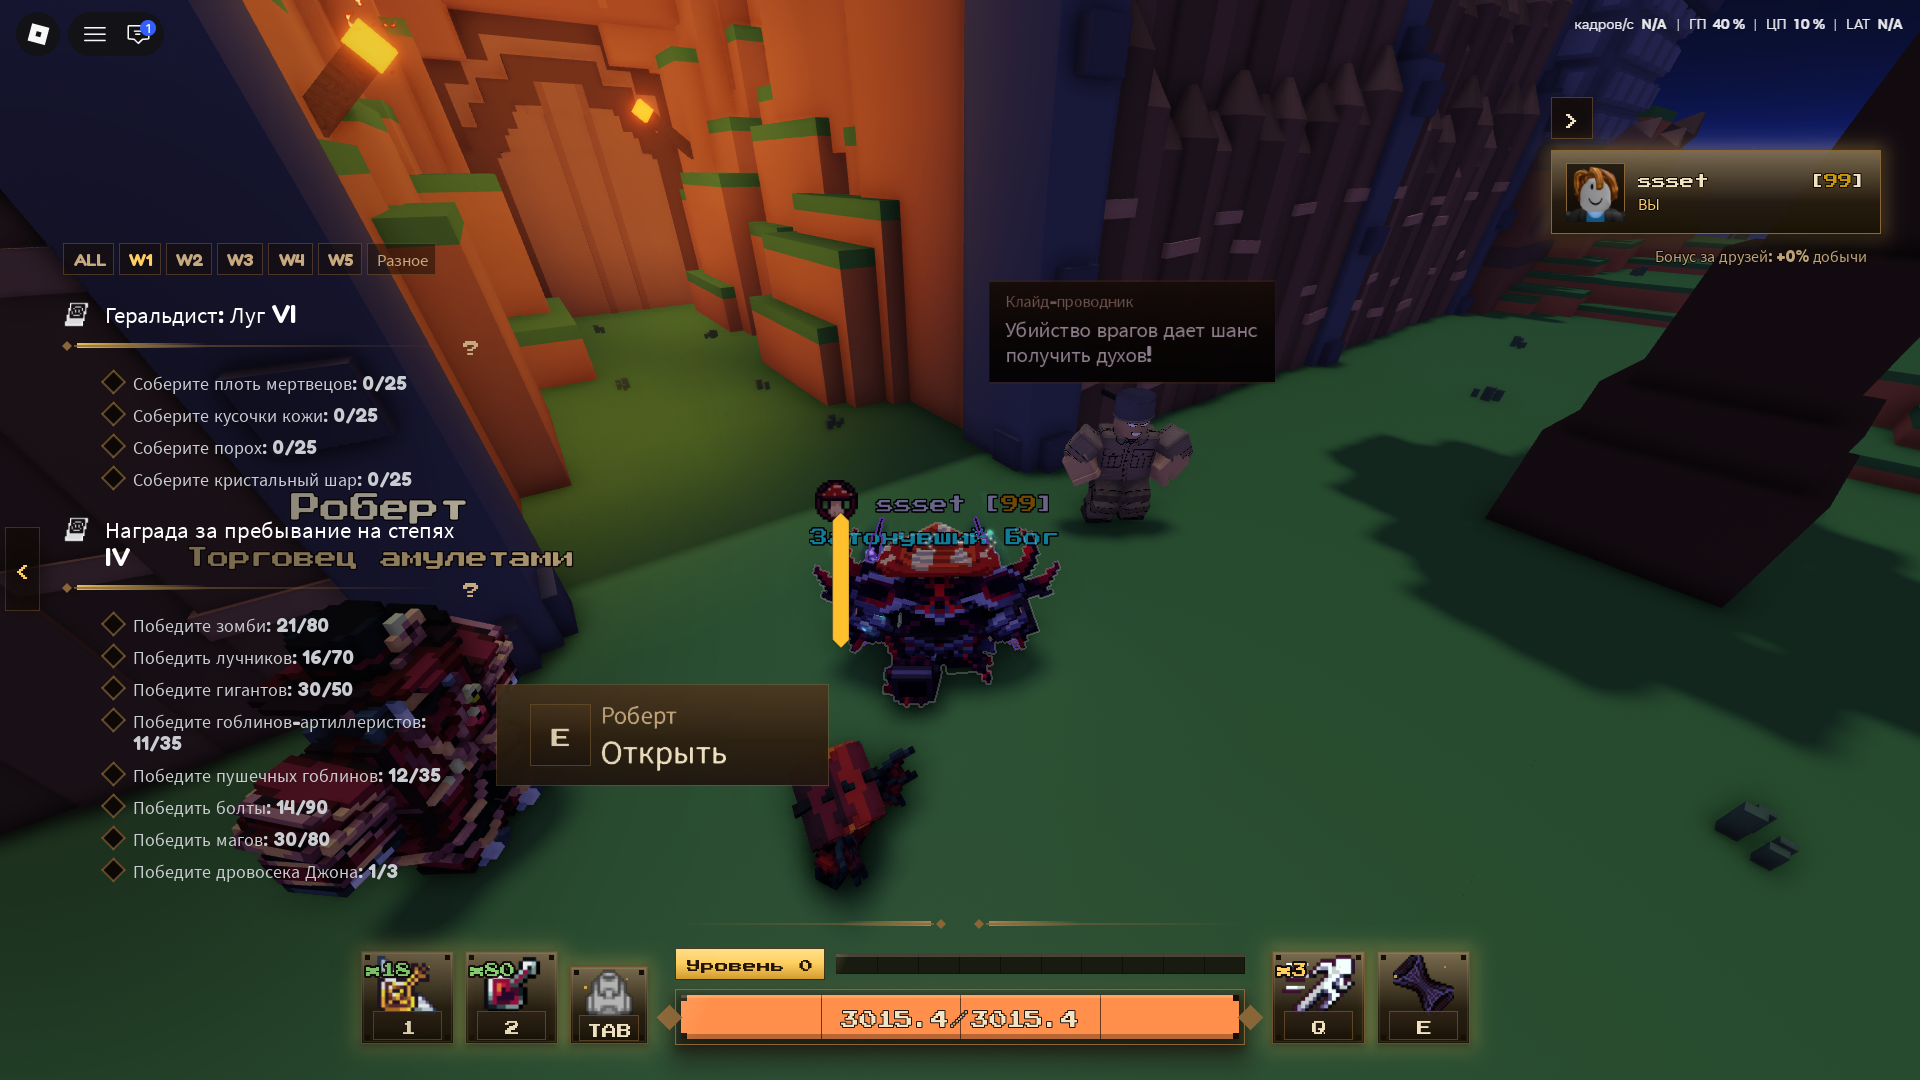 1
кадров/с N/A | ГП 40 % | ЦП 10 % | LAT N/A
ssset [99]
ВЫ
Бонус за друзей: +0% добычи
ALL W1 W2 W3 W4 W5 Разное
Геральдист: Луг VI
?
Соберите плоть мертвецов: 0/25
Соберите кусочки кожи: 0/25
Соберите порох: 0/25
Соберите кристальный шар: 0/25
Роберт
Торговец амулетами
Награда за пребывание на степях
IV
?
Победите зомби: 21/80
Победить лучников: 16/70
Победите гигантов: 30/50
Победите гоблинов-артиллеристов:
11/35
Победите пушечных гоблинов: 12/35
Победить болты: 14/90
Победить магов: 30/80
Победите дровосека Джона: 1/3
Клайд-проводник
Убийство врагов дает шанс
получить духов!
ssset [99]
Затонувший Бог
E
Роберт
Открыть
x18
1
x80
2
TAB
Уровень 0
3015.4/3015.4
x3
Q
E